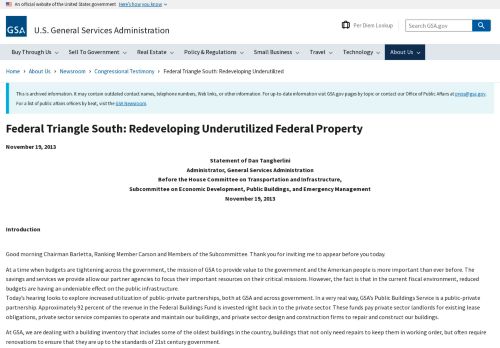 An official website of the United States government Here's how you know
GSA
U.S. General Services Administration
Per Diem Lookup
Search GSA.gov
Buy Through Us
Sell To Government
Real Estate
Policy & Regulations
Small Business
Travel
Technology
About Us
Home › About Us › Newsroom › Congressional Testimony › Federal Triangle South: Redeveloping Underutilized
This is archived information. It may contain outdated contact names, telephone numbers, Web links, or other information. For up-to-date information visit GSA.gov pages by topic or contact our Office of Public Affairs at press@gsa.gov.
For a list of public affairs officers by beat, visit the GSA Newsroom.
Federal Triangle South: Redeveloping Underutilized Federal Property
November 19, 2013
Statement of Dan Tangherlini
Administrator, General Services Administration
Before the House Committee on Transportation and Infrastructure,
Subcommittee on Economic Development, Public Buildings, and Emergency Management
November 19, 2013
Introduction
Good morning Chairman Barletta, Ranking Member Carson and Members of the Subcommittee. Thank you for inviting me to appear before you today.
At a time when budgets are tightening across the government, the mission of GSA to provide value to the government and the American people is more important than ever before. The
savings and services we provide allow our partner agencies to focus their important resources on their critical missions. However, the fact is that in the current fiscal environment, reduced
budgets are having an undeniable effect on the public infrastructure.
Today's hearing looks to explore increased utilization of public-private partnerships, both at GSA and across government. In a very real way, GSA's Public Buildings Service is a public-private
partnership. Approximately 92 percent of the revenue in the Federal Buildings Fund is invested right back in to the private sector. These funds pay private sector landlords for existing lease
obligations, private sector service companies to operate and maintain our buildings, and private sector design and construction firms to repair and construct our buildings.
At GSA, we are dealing with a building inventory that includes some of the oldest buildings in the country, buildings that not only need repairs to keep them in working order, but often require
renovations to ensure that they are up to the standards of 21st century government.